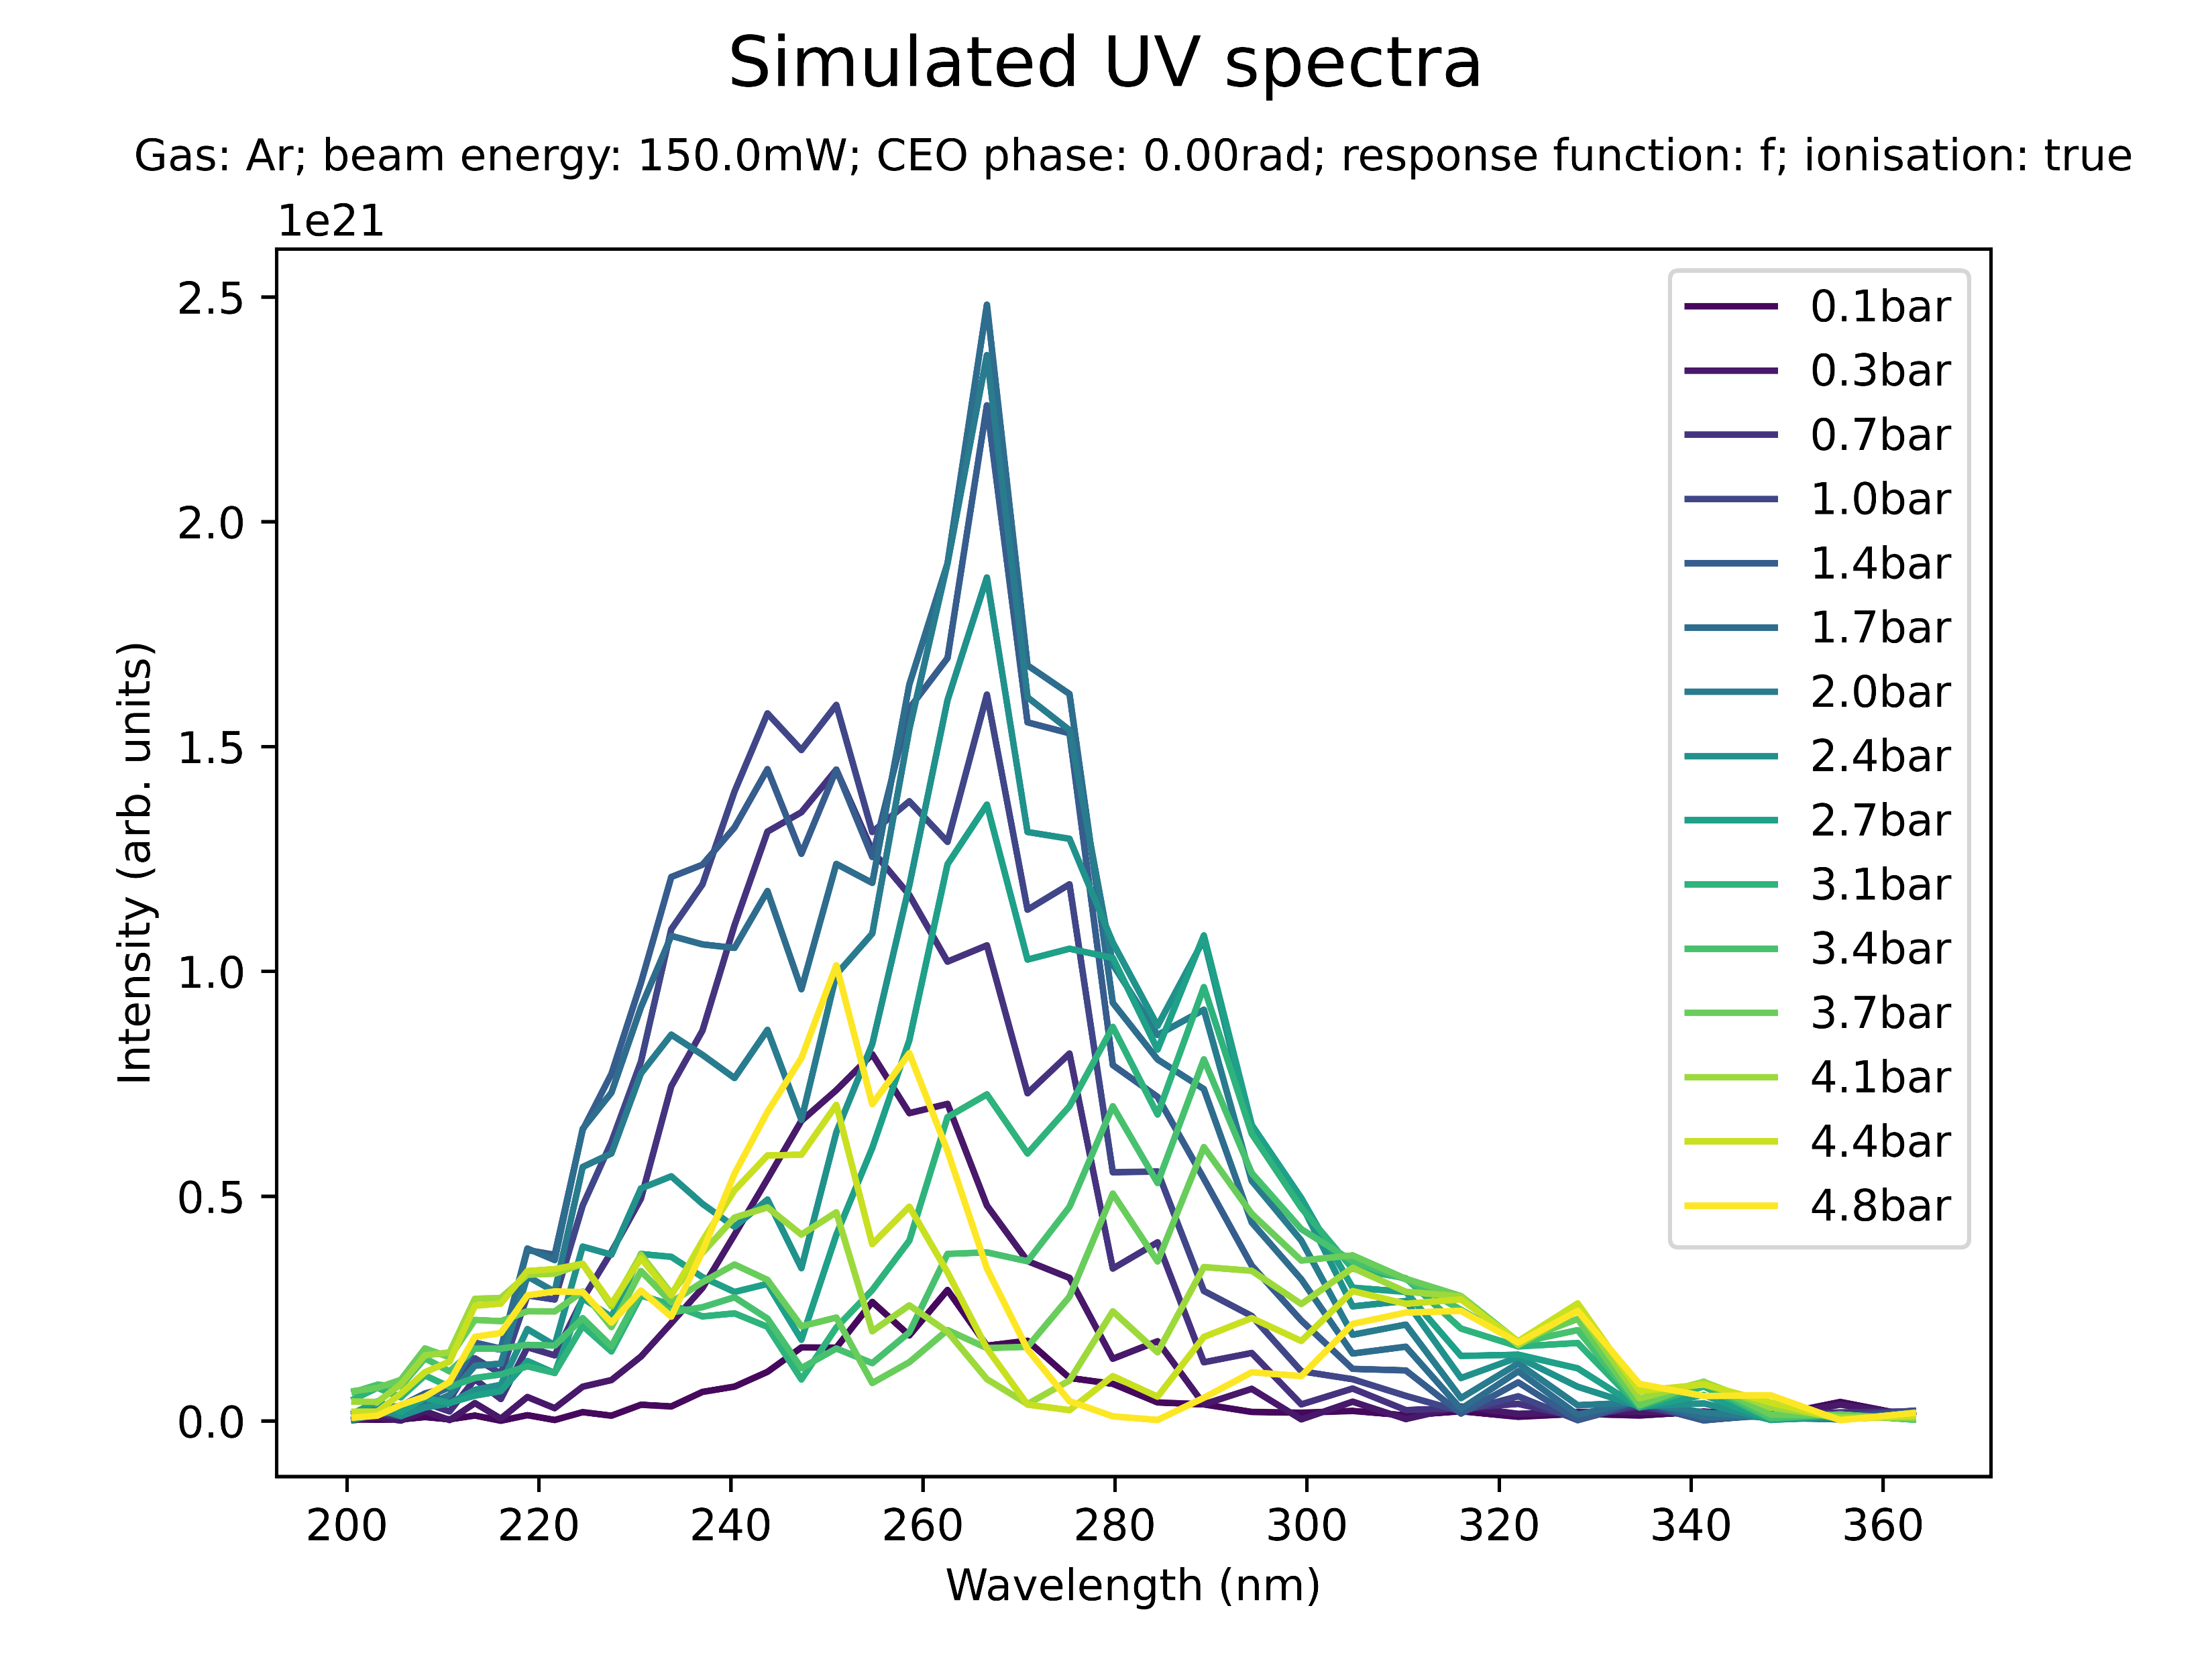 Simulated UV spectra
Gas: Ar; beam energy: 150.0mW; CEO phase: 0.00rad; response function: f; ionisation: true
1e21
2.5
2.0
1.5
1.0
0.5
0.0
Intensity (arb. units)
200 220 240 260 280 300 320 340 360
Wavelength (nm)
0.1bar
0.3bar
0.7bar
1.0bar
1.4bar
1.7bar
2.0bar
2.4bar
2.7bar
3.1bar
3.4bar
3.7bar
4.1bar
4.4bar
4.8bar